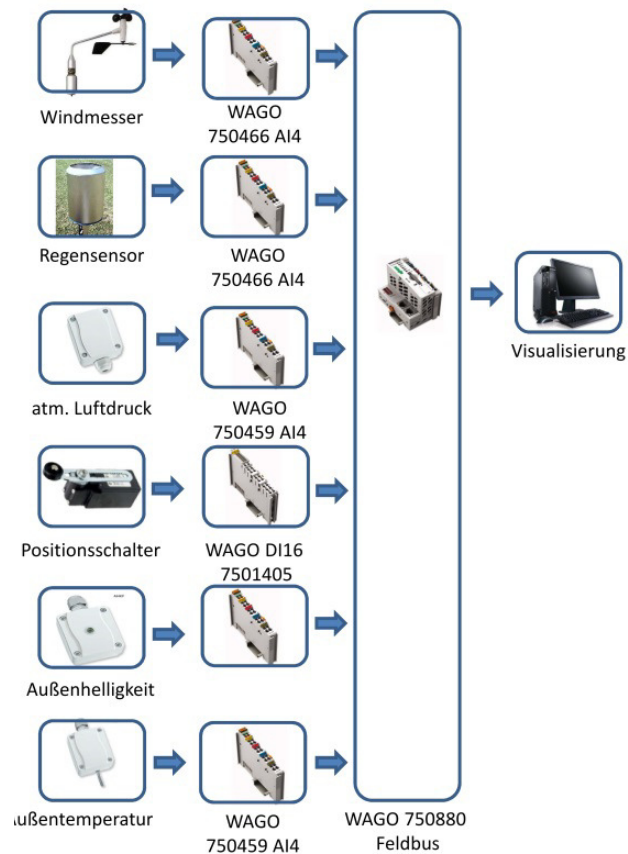 Windmesser
WAGO
750466 AI4
Regensensor
WAGO
750466 AI4
Visualisierung
atm. Luftdruck
WAGO
750459 AI4
Positionsschalter
WAGO DI16
7501405
Außenhelligkeit
ußentemperatur
WAGO
750459 AI4
WAGO 750880
Feldbus